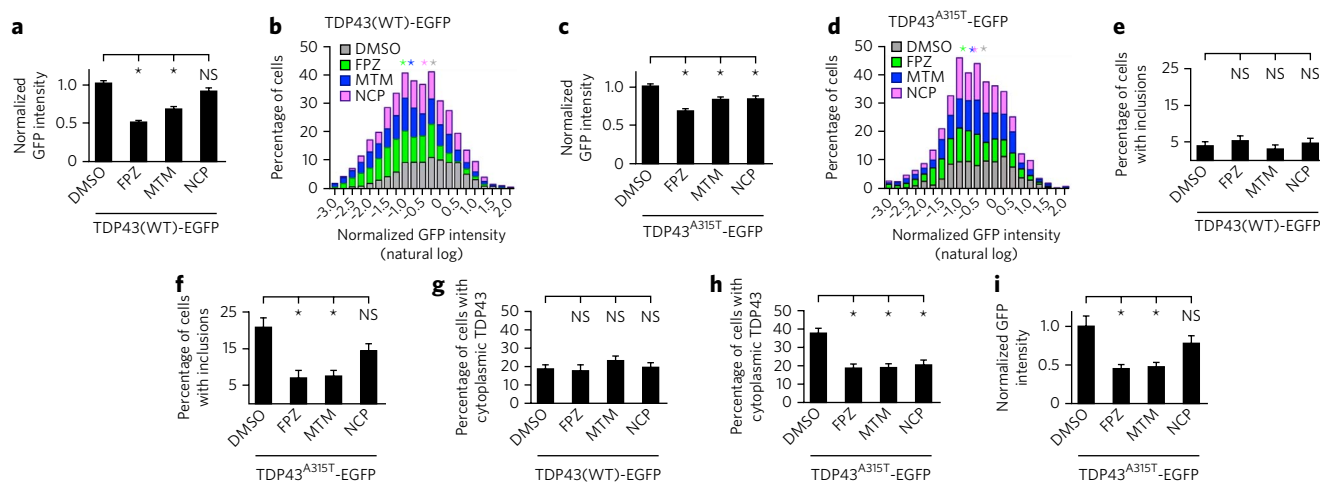 a
Normalized
GFP intensity
1.0
0.5
0
* * NS
DMSO FPZ MTM NCP
TDP43(WT)-EGFP
b
TDP43(WT)-EGFP
Percentage of cells
50
40
30
20
10
0
DMSO
FPZ
MTM
NCP
* * * *
-3.0 -2.5 -2.0 -1.5 -1.0 -0.5 0 0.5 1.0 1.5 2.0
Normalized GFP intensity
(natural log)
c
Normalized
GFP intensity
1.0
0.5
0
* * *
DMSO FPZ MTM NCP
TDP43A315T-EGFP
d
TDP43A315T-EGFP
Percentage of cells
50
40
30
20
10
0
DMSO
FPZ
MTM
NCP
* * * *
-3.0 -2.5 -2.0 -1.5 -1.0 -0.5 0 0.5 1.0 1.5 2.0
Normalized GFP intensity
(natural log)
e
Percentage of cells
with inclusions
25
15
5
NS NS NS
DMSO FPZ MTM NCP
TDP43(WT)-EGFP
f
Percentage of cells
with inclusions
25
15
5
* * NS
DMSO FPZ MTM NCP
TDP43A315T-EGFP
g
Percentage of cells with
cytoplasmic TDP43
50
40
30
20
10
0
NS NS NS
DMSO FPZ MTM NCP
TDP43(WT)-EGFP
h
Percentage of cells with
cytoplasmic TDP43
50
40
30
20
10
0
* * *
DMSO FPZ MTM NCP
TDP43A315T-EGFP
i
Normalized GFP
intensity
1.0
0.5
0
* * NS
DMSO FPZ MTM NCP
TDP43A315T-EGFP